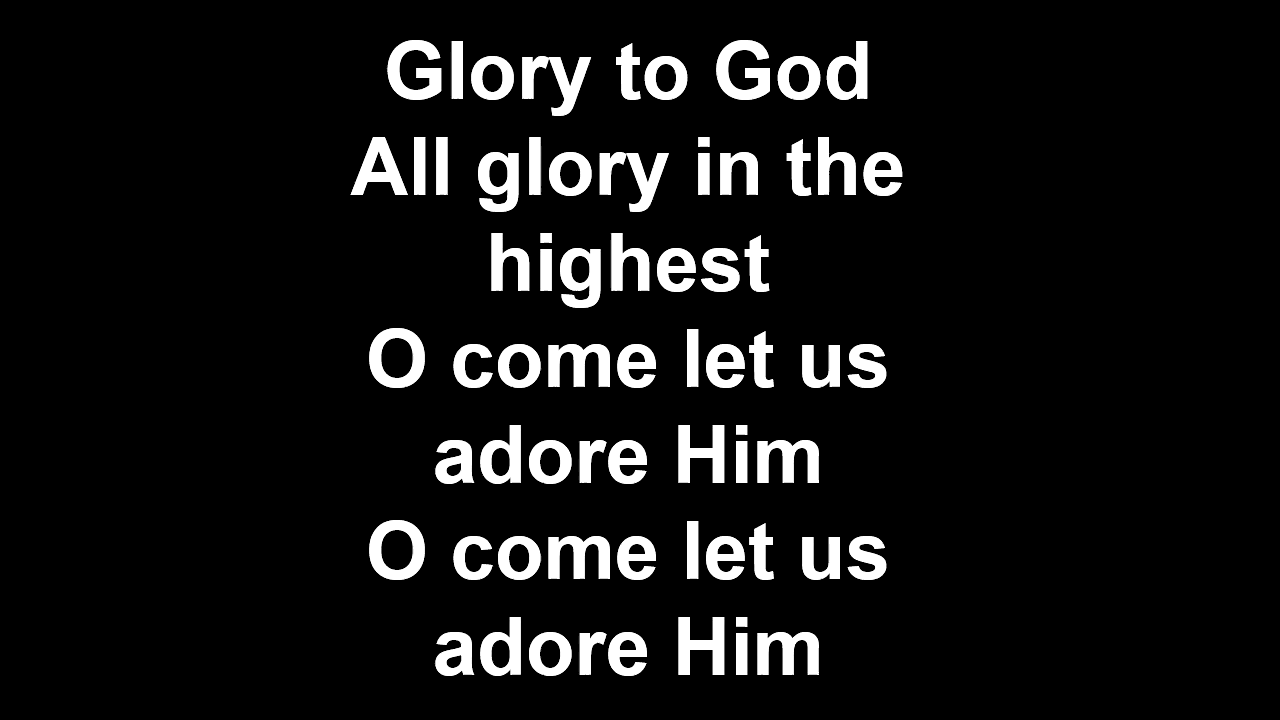 Glory to God
All glory in the
highest
O come let us
adore Him
O come let us
adore Him